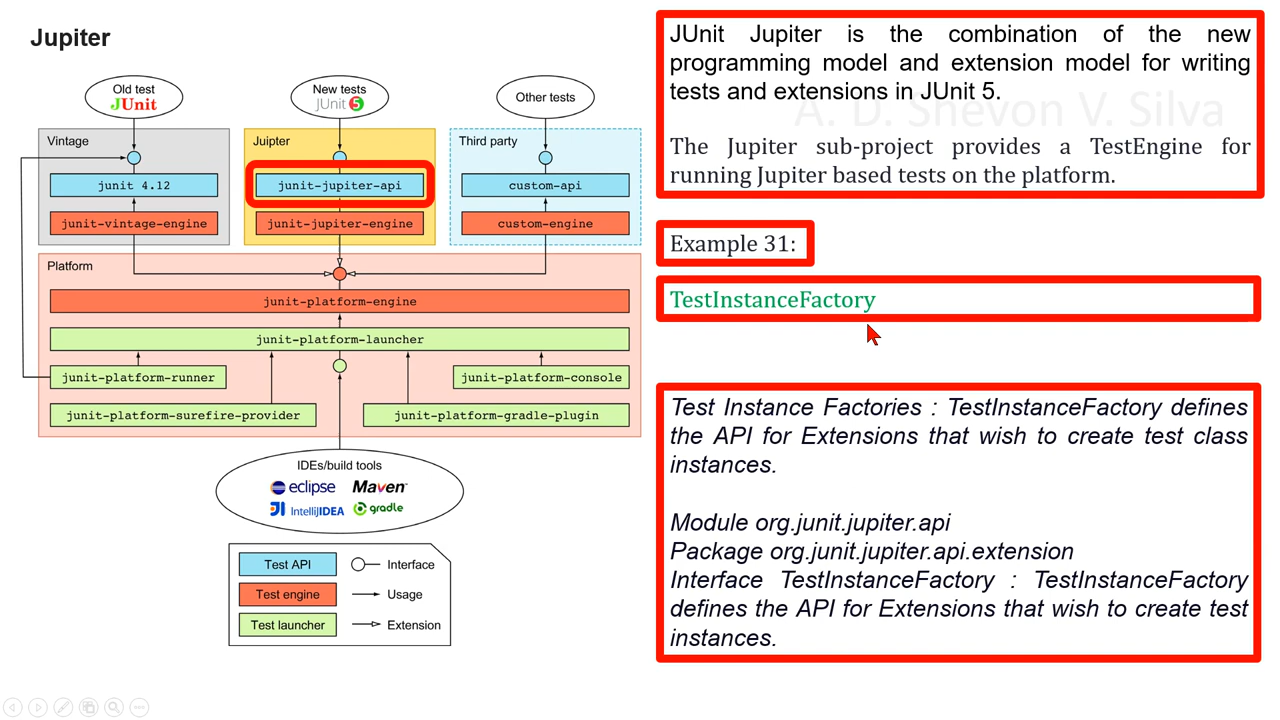 Jupiter
Old test
JUnit
New tests
JUnit 5
Other tests
Vintage
junit 4.12
junit-vintage-engine
Juipter
junit-jupiter-api
junit-jupiter-engine
Third party
custom-api
custom-engine
Platform
junit-platform-engine
junit-platform-launcher
junit-platform-runner
junit-platform-console
junit-platform-surefire-provider
junit-platform-gradle-plugin
IDEs/build tools
eclipse
Maven
IntelliJIDEA
gradle
Test API
Interface
Test engine
Usage
Test launcher
Extension
JUnit Jupiter is the combination of the new
programming model and extension model for writing
tests and extensions in JUnit 5.
A. D. Shevon V. Silva
The Jupiter sub-project provides a TestEngine for
running Jupiter based tests on the platform.
Example 31:
TestInstanceFactory
Test Instance Factories : TestInstanceFactory defines
the API for Extensions that wish to create test class
instances.
Module org.junit.jupiter.api
Package org.junit.jupiter.api.extension
Interface TestInstanceFactory : TestInstanceFactory
defines the API for Extensions that wish to create test
instances.